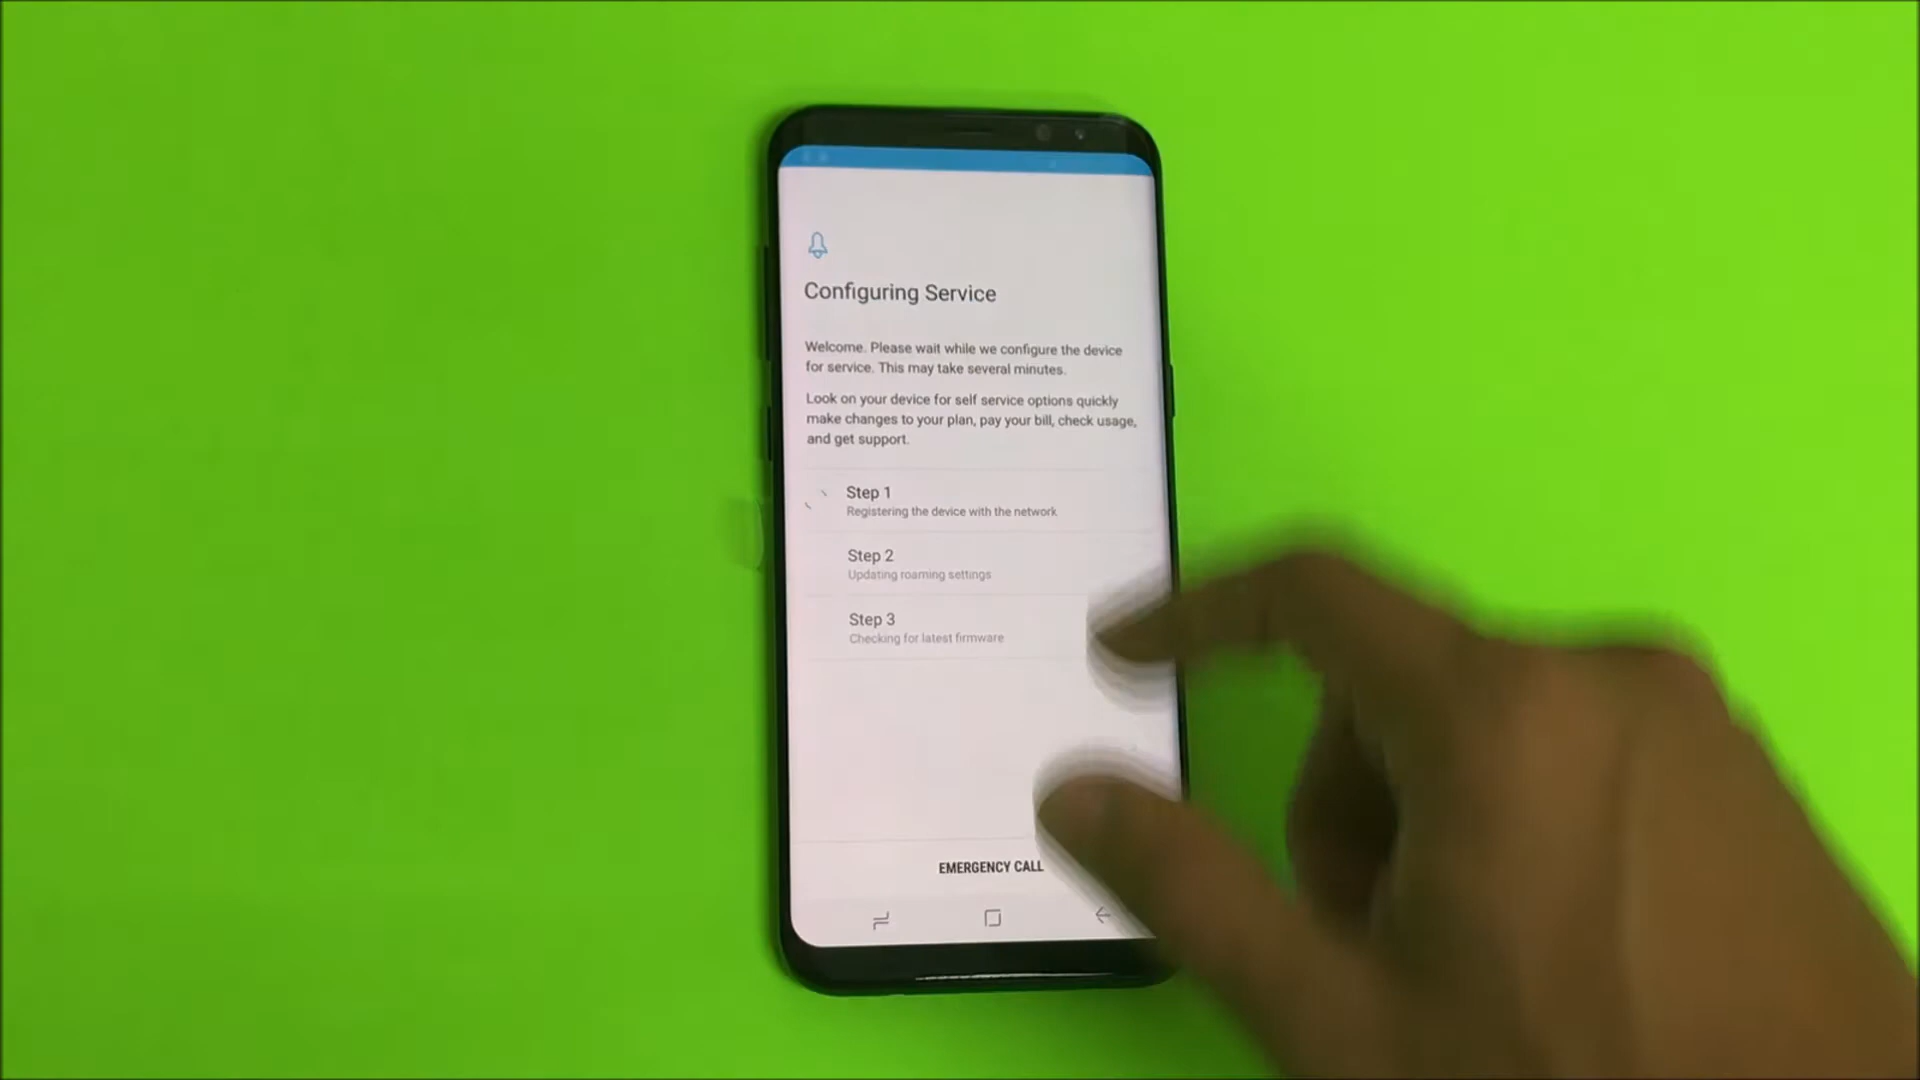 Configuring Service
Welcome. Please wait while we configure the device
for service. This may take several minutes.
Look on your device for self service options quickly
make changes to your plan, pay your bill, check usage,
and get support.
Step 1
Registering the device with the network
Step 2
Updating roaming settings
Step 3
Checking for latest firmware
EMERGENCY CALL